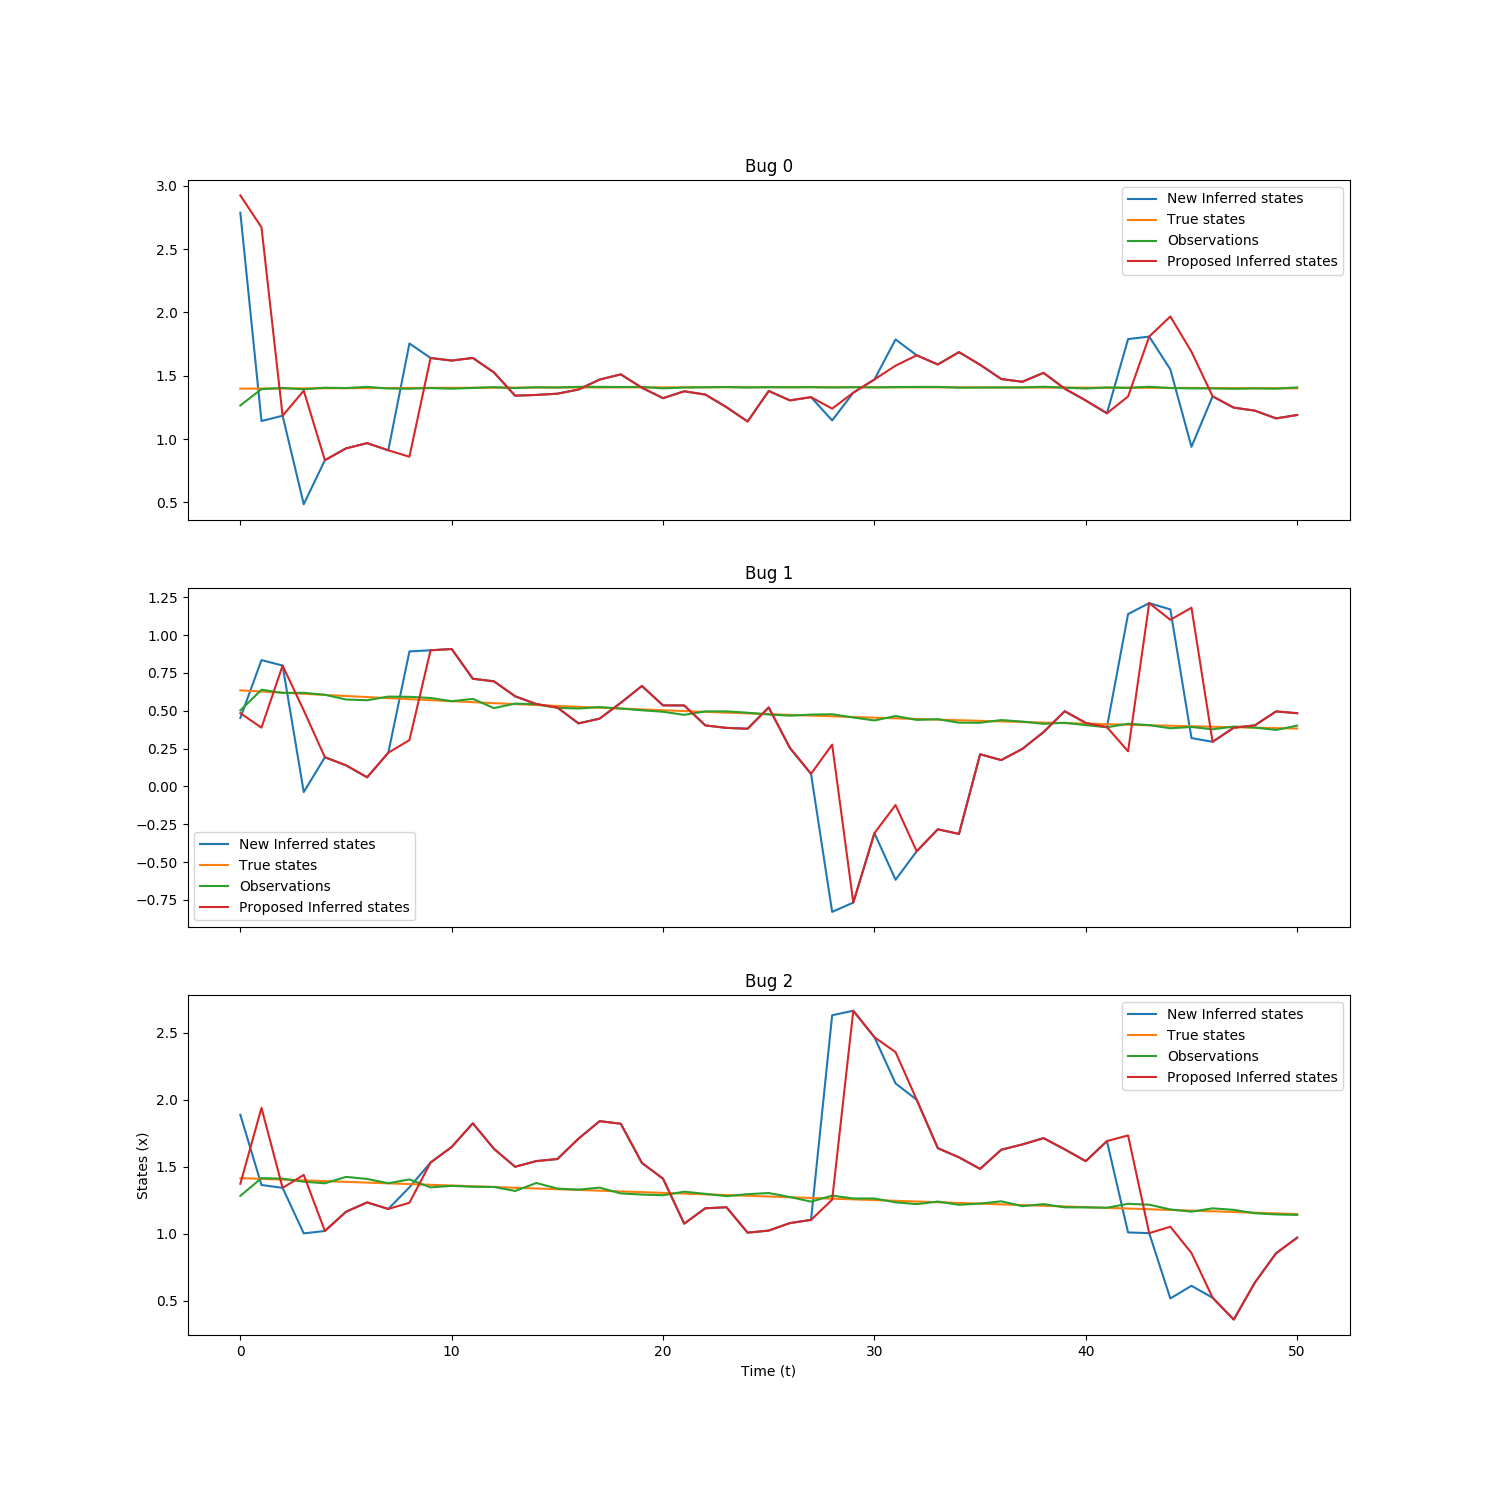 Bug 0
3.0
2.5
2.0
1.5
1.0
0.5
New Inferred states
True states
Observations
Proposed Inferred states
Bug 1
1.25
1.00
0.75
0.50
0.25
0.00
−0.25
−0.50
−0.75
New Inferred states
True states
Observations
Proposed Inferred states
Bug 2
States (x)
2.5
2.0
1.5
1.0
0.5
New Inferred states
True states
Observations
Proposed Inferred states
0 10 20 30 40 50
Time (t)